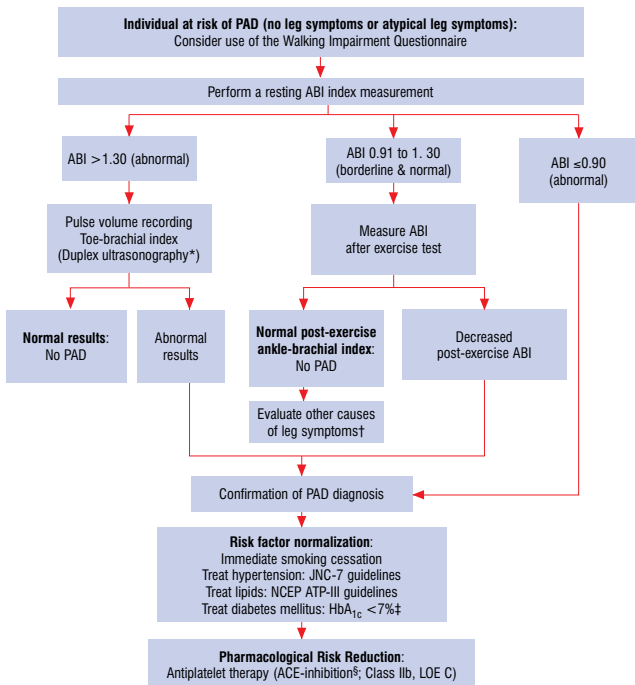 Individual at risk of PAD (no leg symptoms or atypical leg symptoms):
Consider use of the Walking Impairment Questionnaire
Perform a resting ABI index measurement
ABI >1.30 (abnormal)
ABI 0.91 to 1. 30
(borderline & normal)
ABI ≤0.90
(abnormal)
Pulse volume recording
Toe-brachial index
(Duplex ultrasonography*)
Measure ABI
after exercise test
Normal results:
No PAD
Abnormal
results
Normal post-exercise
ankle-brachial index:
No PAD
Decreased
post-exercise ABI
Evaluate other causes
of leg symptoms†
Confirmation of PAD diagnosis
Risk factor normalization:
Immediate smoking cessation
Treat hypertension: JNC-7 guidelines
Treat lipids: NCEP ATP-III guidelines
Treat diabetes mellitus: HbA1c <7%‡
Pharmacological Risk Reduction:
Antiplatelet therapy (ACE-inhibition§; Class IIb, LOE C)